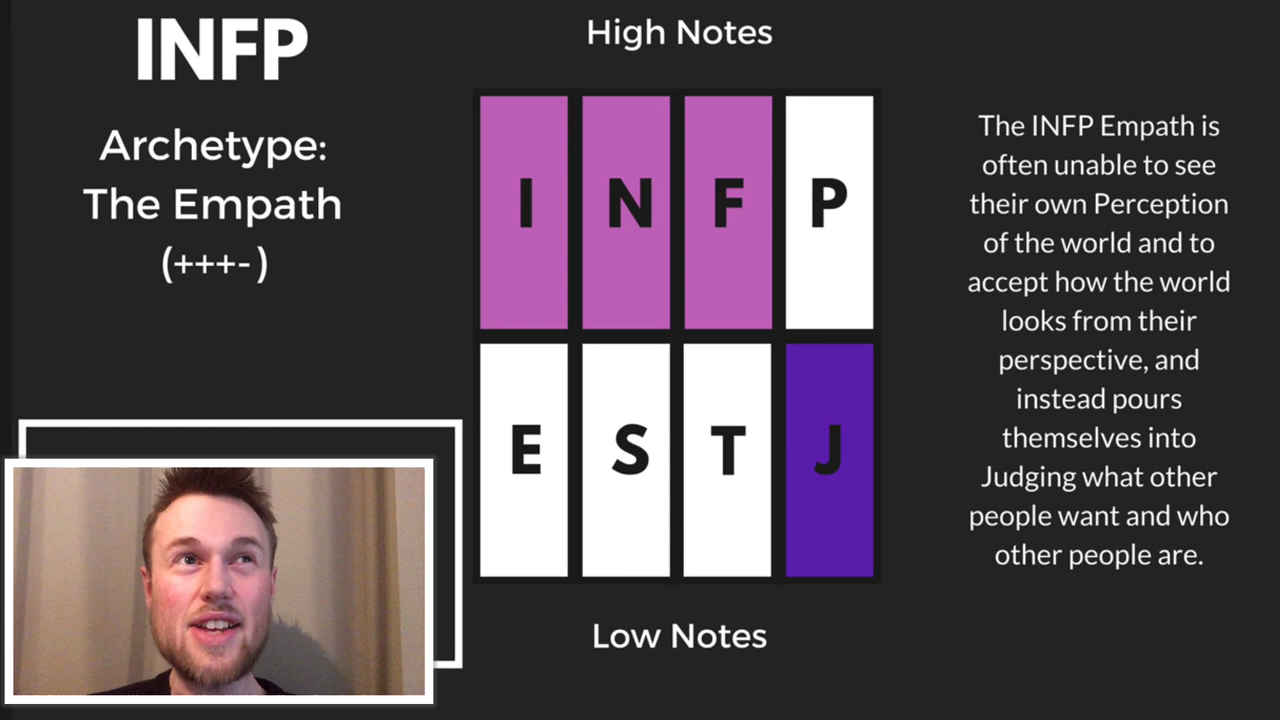 INFP
Archetype:
The Empath
(+++-)
High Notes
I N F P
E S T J
Low Notes
The INFP Empath is
often unable to see
their own Perception
of the world and to
accept how the world
looks from their
perspective, and
instead pours
themselves into
Judging what other
people want and who
other people are.